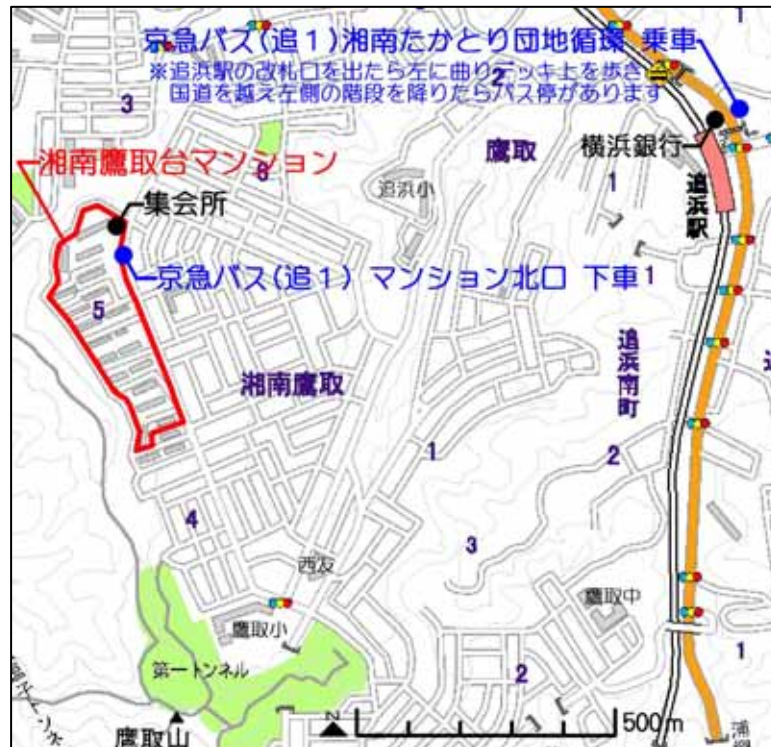 京急バス(追1)湘南たかとり団地循環 乗車
※追浜駅の改札口を出たら左に曲りデッキ上を歩き
国道を越え左側の階段を降りたらバス停があります
1
2
3
鷹取
横浜銀行
湘南鷹取台マンション
6
追浜小
1
追浜駅
集会所
京急バス(追1) マンション北口 下車
1
5
追浜南町
湘南鷹取
1
2
4
3
西友
鷹取中
鷹取小
1
第一トンネル
2
鷹取山
500m